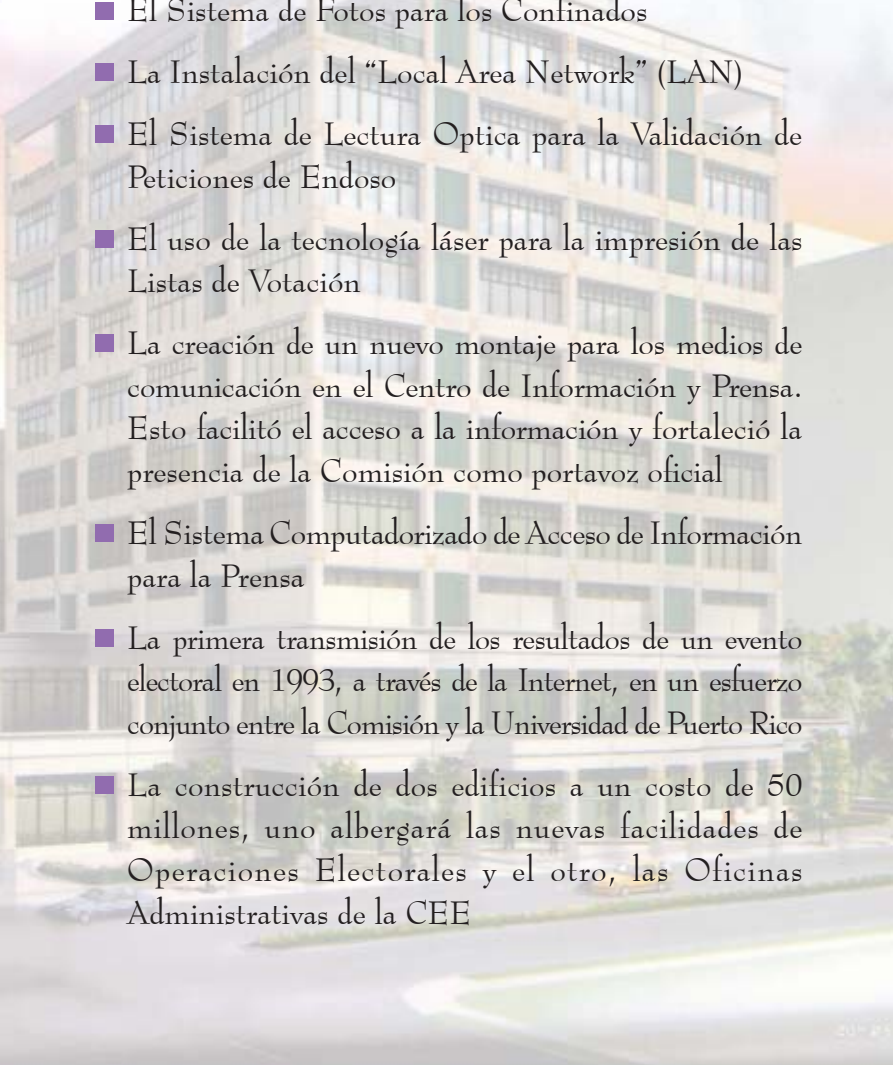 El Sistema de Fotos para los Confinados
La Instalación del “Local Area Network” (LAN)
El Sistema de Lectura Optica para la Validación de
Peticiones de Endoso
El uso de la tecnología láser para la impresión de las
Listas de Votación
La creación de un nuevo montaje para los medios de
comunicación en el Centro de Información y Prensa.
Esto facilitó el acceso a la información y fortaleció la
presencia de la Comisión como portavoz oficial
El Sistema Computadorizado de Acceso de Información
para la Prensa
La primera transmisión de los resultados de un evento
electoral en 1993, a través de la Internet, en un esfuerzo
conjunto entre la Comisión y la Universidad de Puerto Rico
La construcción de dos edificios a un costo de 50
millones, uno albergará las nuevas facilidades de
Operaciones Electorales y el otro, las Oficinas
Administrativas de la CEE